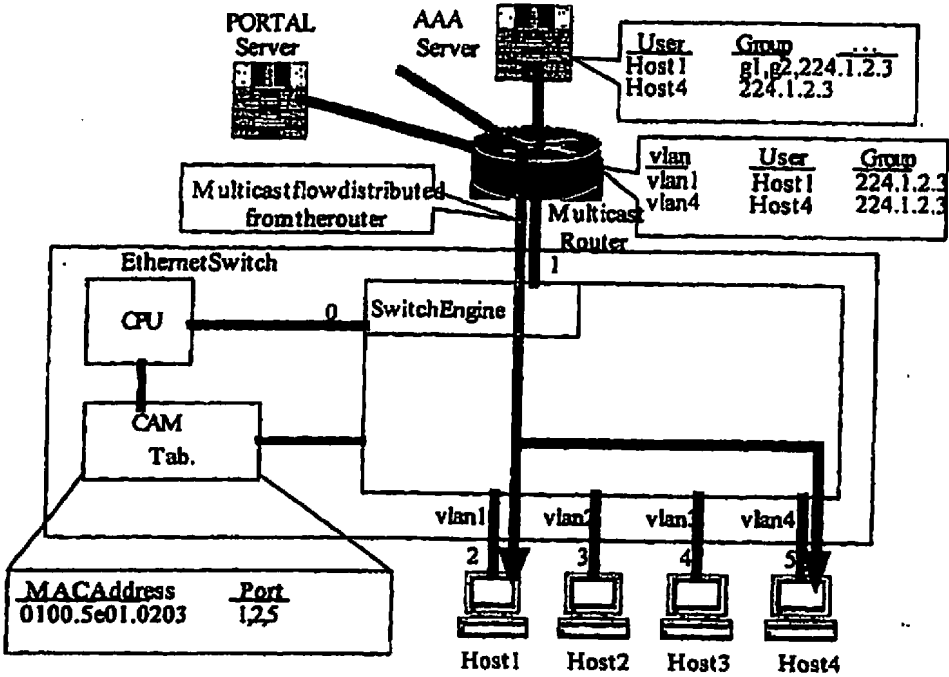 PORTAL
Server
AAA
Server
User Group ...
Host1 g1,g2,224.1.2.3
Host4 224.1.2.3
vlan User Group
vlan1 Host1 224.1.2.3
vlan4 Host4 224.1.2.3
Multicastflowdistributed
fromtherouter
Multicast
Router
EthernetSwitch
1
CPU
0
SwitchEngine
CAM
Tab.
vlan1
vlan2
vlan3
vlan4
2
3
4
5
MACAddress Port
0100.5e01.0203 1,2,5
Host1
Host2
Host3
Host4